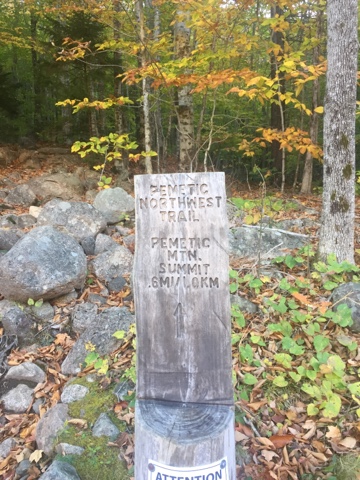 PEMETIC
NORTHWEST
TRAIL
PEMETIC
MTN.
SUMMIT
.6MI/1.0KM
ATTENTION